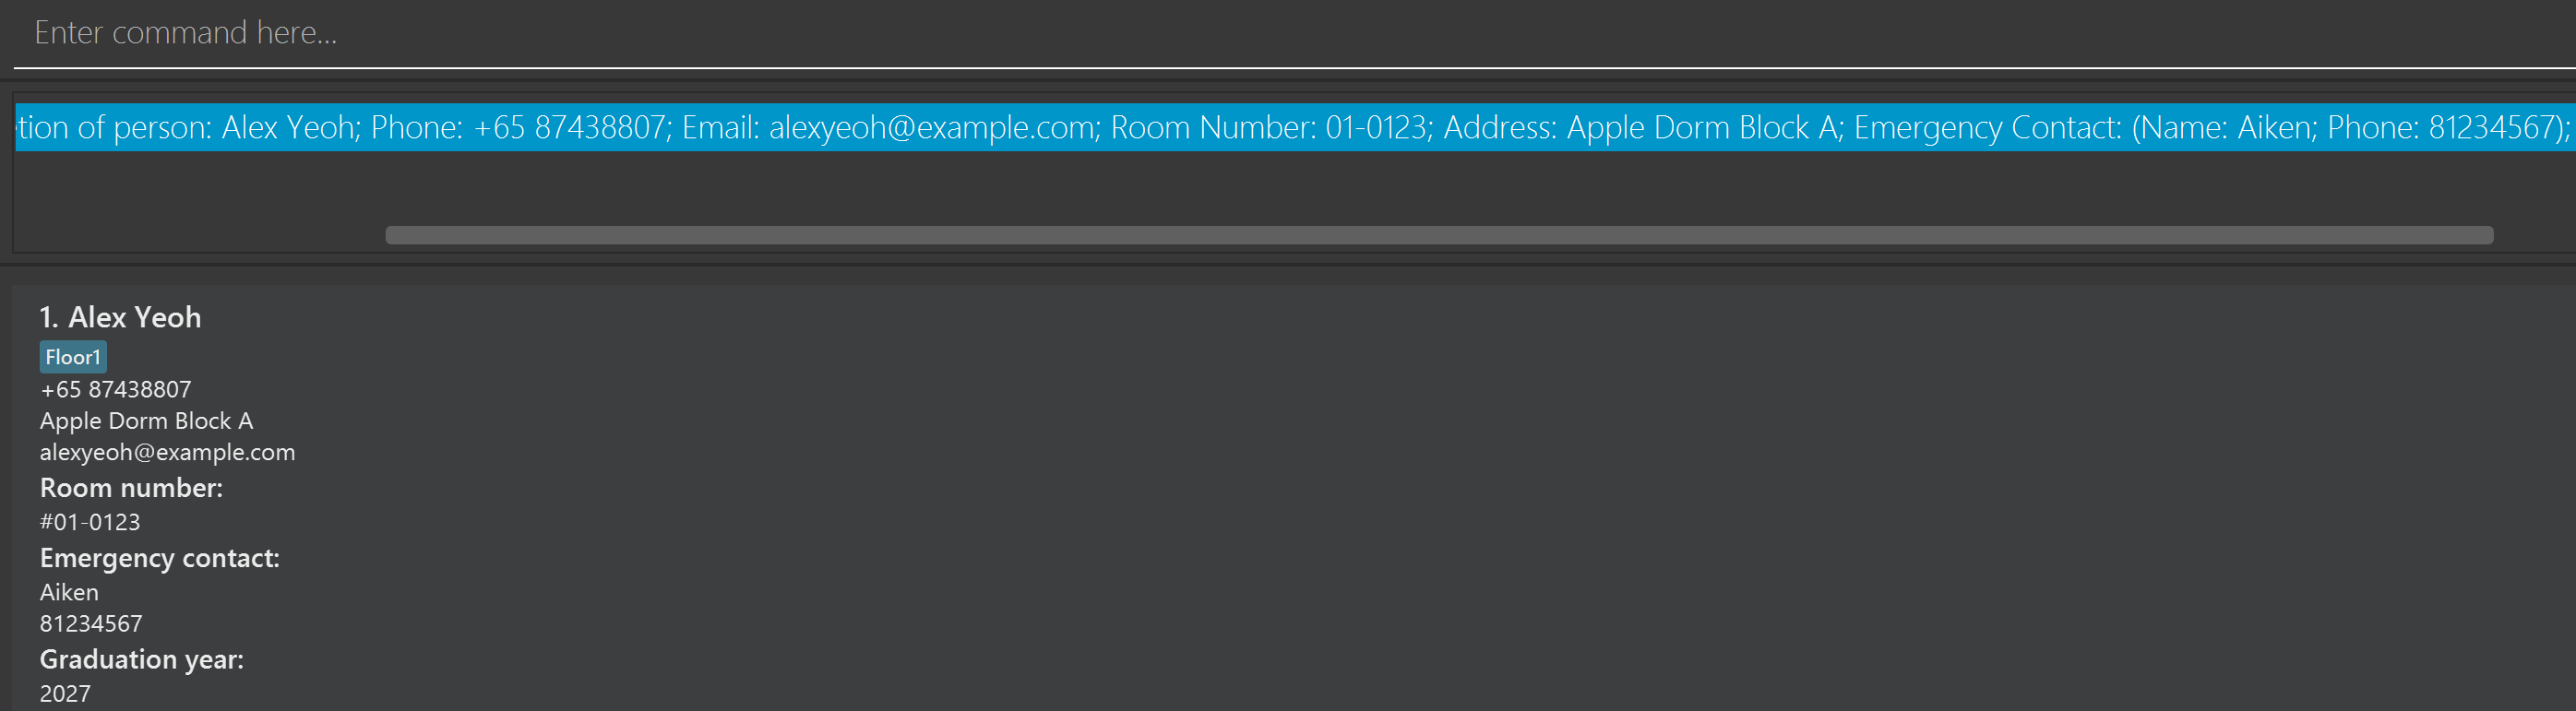 Enter command here...
tion of person: Alex Yeoh; Phone: +65 87438807; Email: alexyeoh@example.com; Room Number: 01-0123; Address: Apple Dorm Block A; Emergency Contact: (Name: Aiken; Phone: 81234567);
1. Alex Yeoh
Floor1
+65 87438807
Apple Dorm Block A
alexyeoh@example.com
Room number:
#01-0123
Emergency contact:
Aiken
81234567
Graduation year:
2027